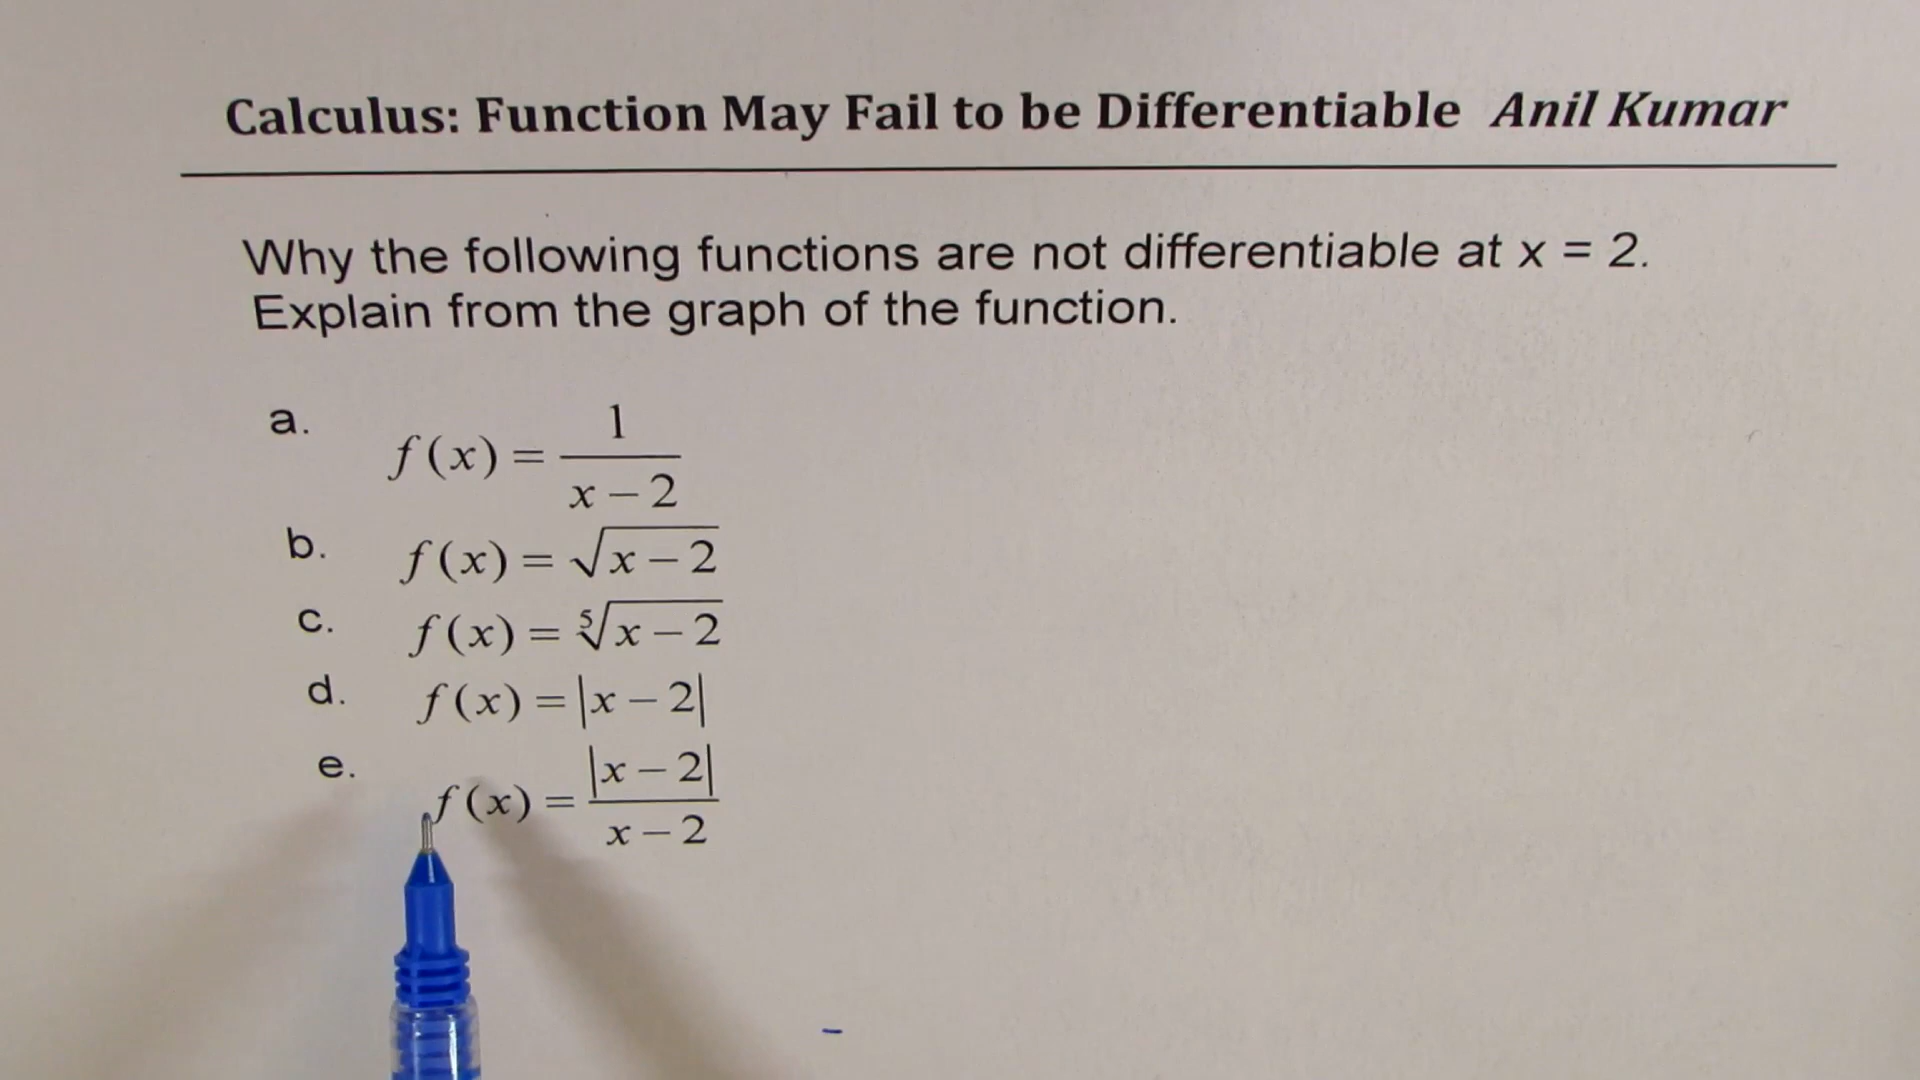 Calculus: Function May Fail to be Differentiable Anil Kumar
Why the following functions are not differentiable at x = 2.
Explain from the graph of the function.
a. f(x) = 1/(x − 2)
b. f(x) = √(x − 2)
c. f(x) = ⁵√(x − 2)
d. f(x) = |x − 2|
e. f(x) = |x − 2|/(x − 2)